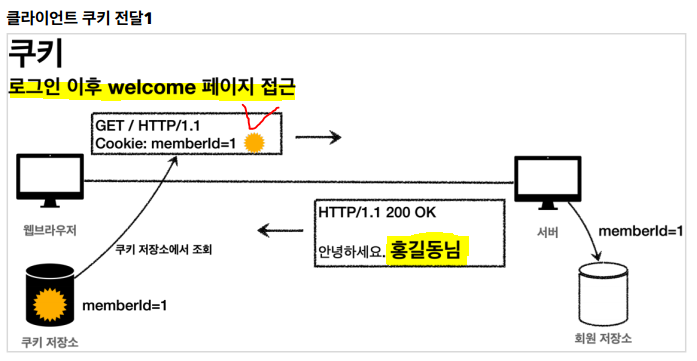 클라이언트 쿠키 전달1
쿠키
로그인 이후 welcome 페이지 접근
GET / HTTP/1.1
Cookie: memberId=1
웹브라우저
서버
HTTP/1.1 200 OK
안녕하세요. 홍길동님
memberId=1
쿠키 저장소에서 조회
memberId=1
쿠키 저장소
회원 저장소